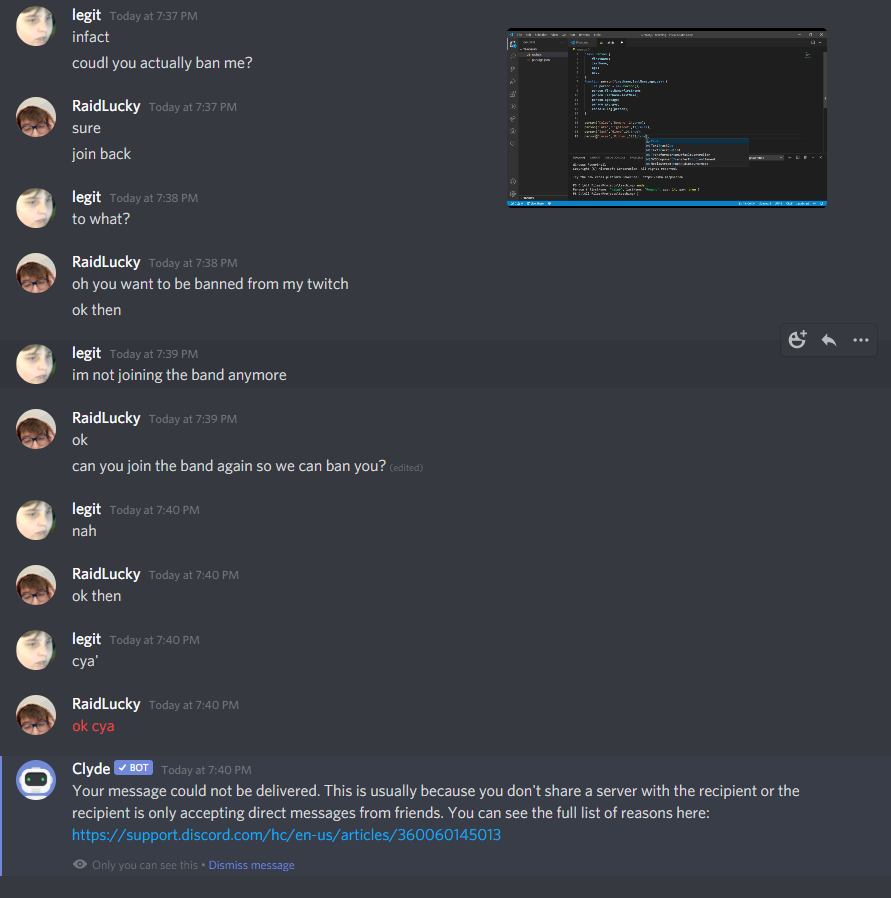 legit Today at 7:37 PM
infact
coudl you actually ban me?
RaidLucky Today at 7:37 PM
sure
join back
legit Today at 7:38 PM
to what?
RaidLucky Today at 7:38 PM
oh you want to be banned from my twitch
ok then
legit Today at 7:39 PM
im not joining the band anymore
RaidLucky Today at 7:39 PM
ok
can you join the band again so we can ban you? (edited)
legit Today at 7:40 PM
nah
RaidLucky Today at 7:40 PM
ok then
legit Today at 7:40 PM
cya'
RaidLucky Today at 7:40 PM
ok cya
Clyde BOT Today at 7:40 PM
Your message could not be delivered. This is usually because you don't share a server with the recipient or the
recipient is only accepting direct messages from friends. You can see the full list of reasons here:
https://support.discord.com/hc/en-us/articles/360060145013
Only you can see this • Dismiss message